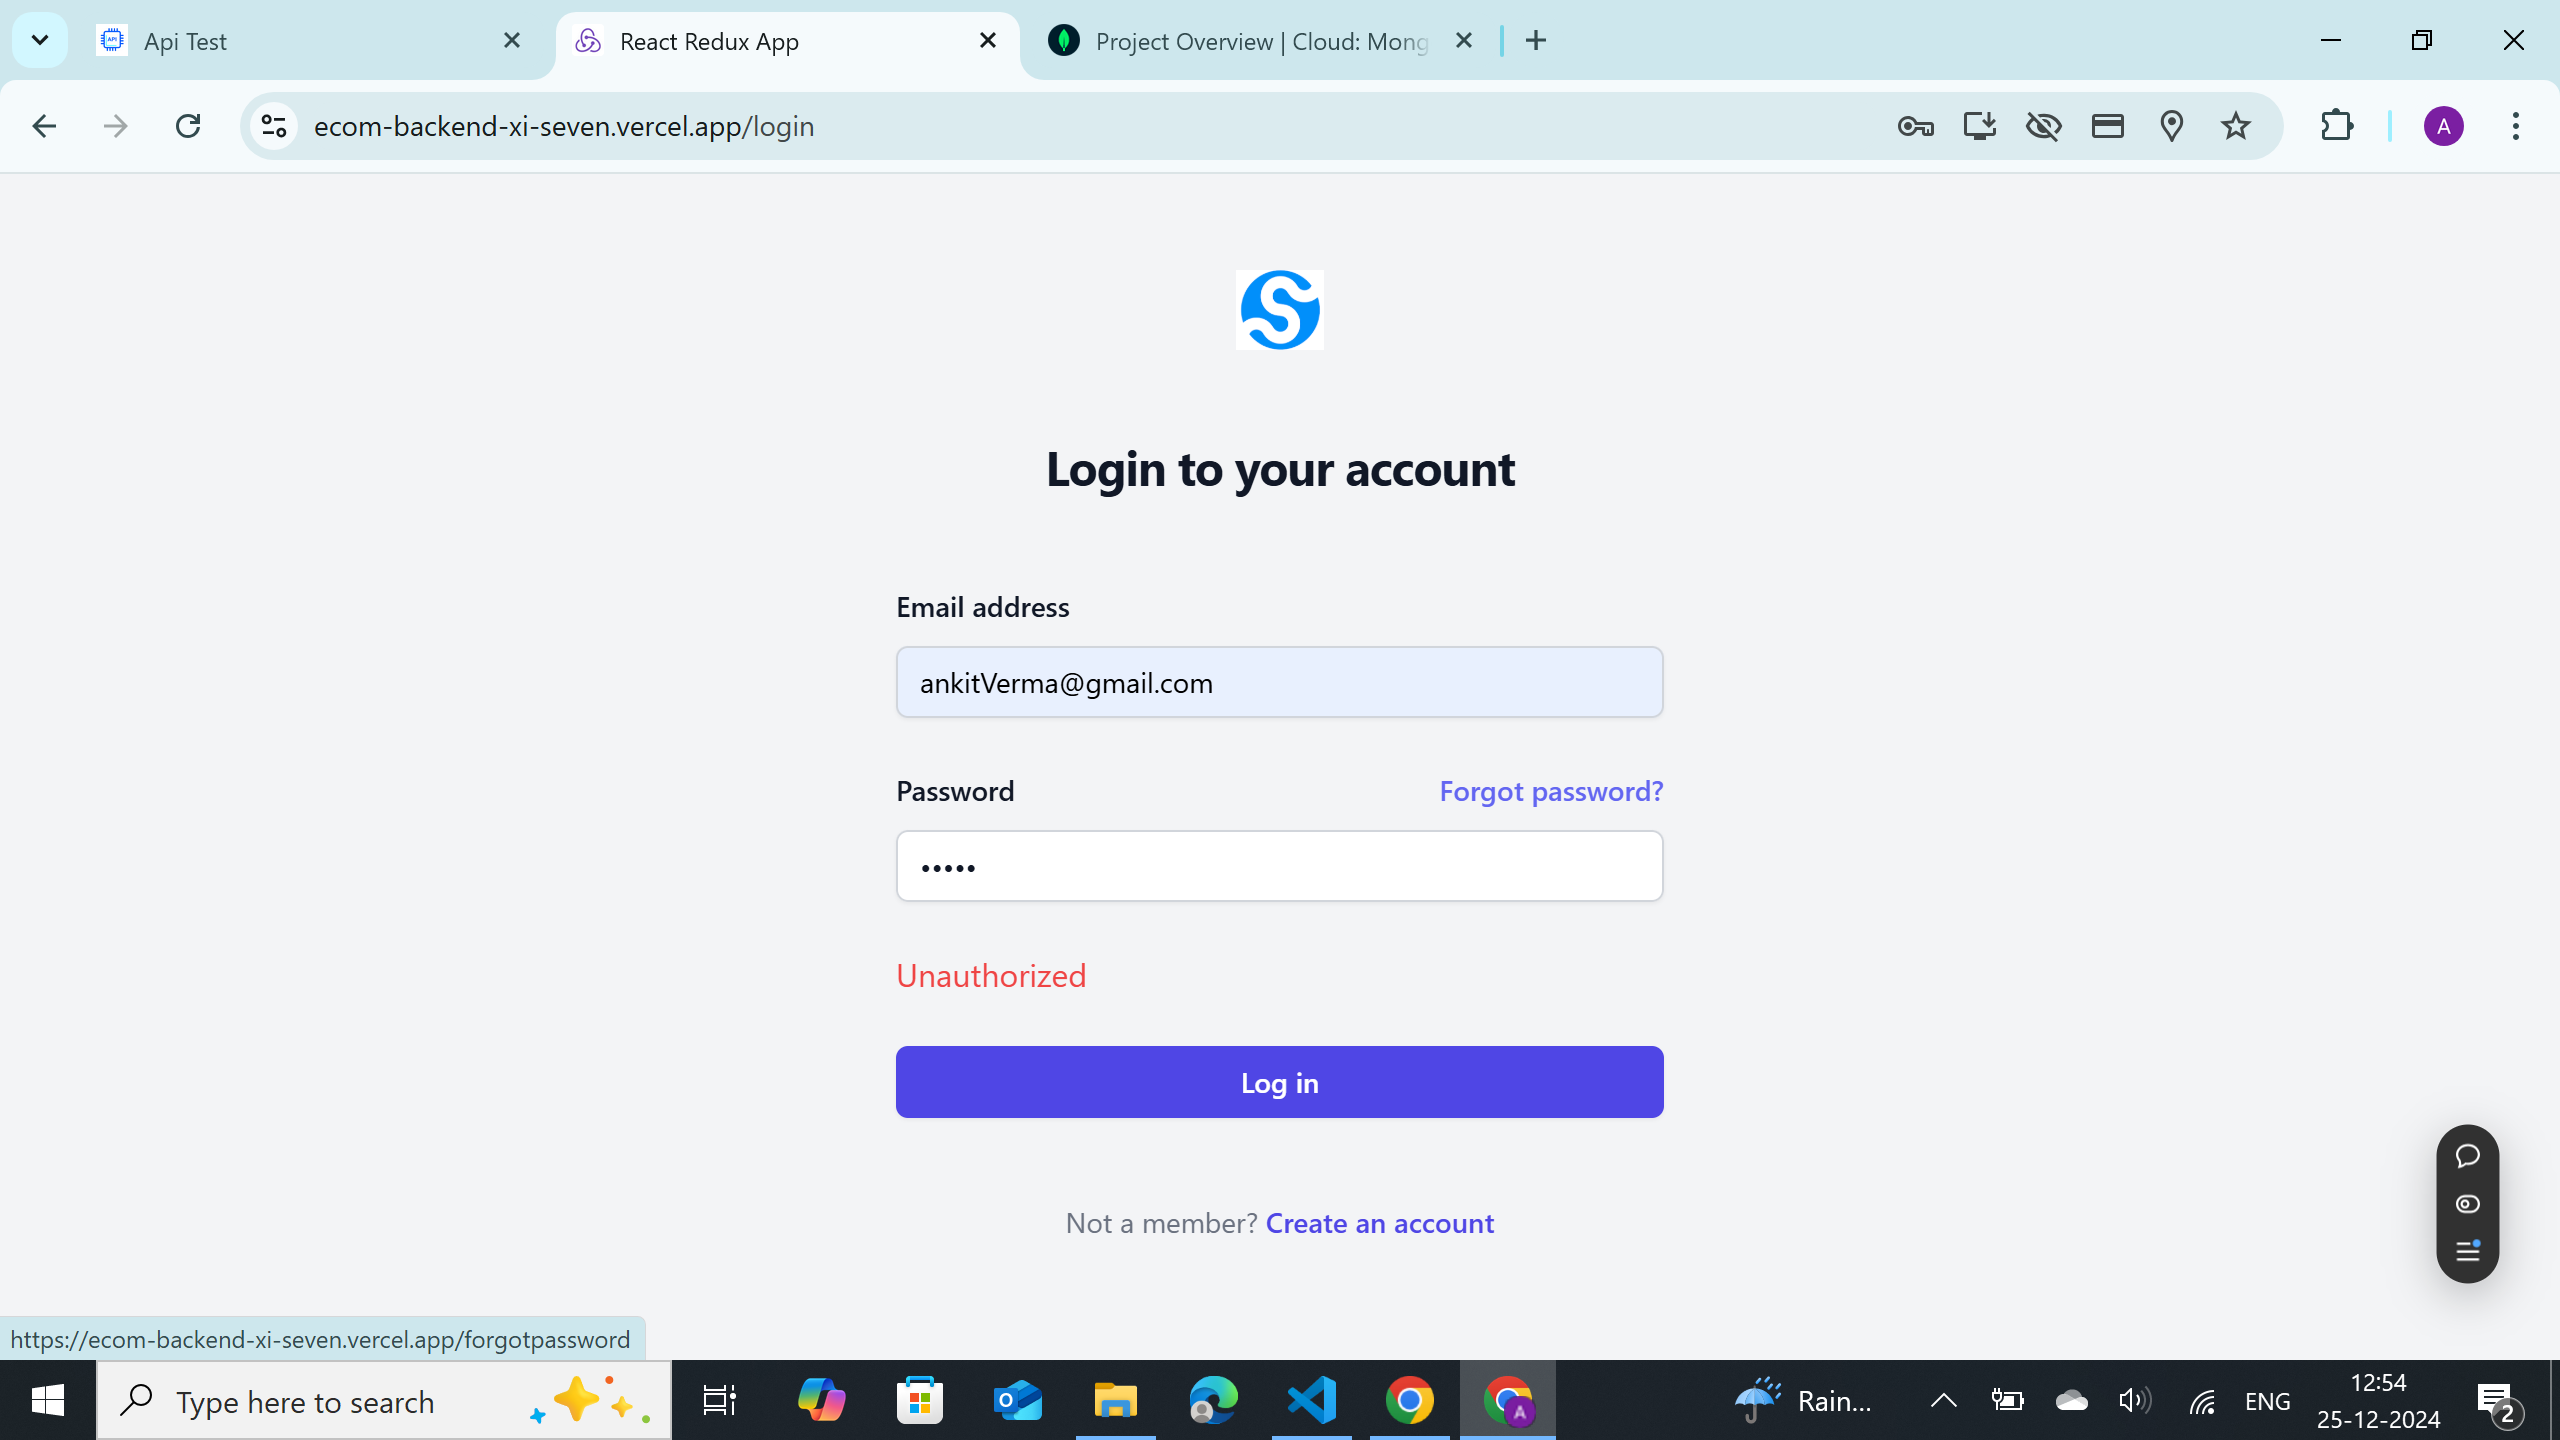 Api Test
React Redux App
Project Overview | Cloud: Mong
ecom-backend-xi-seven.vercel.app/login
A
Login to your account
Email address
ankitVerma@gmail.com
Password
Forgot password?
•••••
Unauthorized
Log in
Not a member? Create an account
https://ecom-backend-xi-seven.vercel.app/forgotpassword
Type here to search
Rain...
ENG
12:54
25-12-2024
2